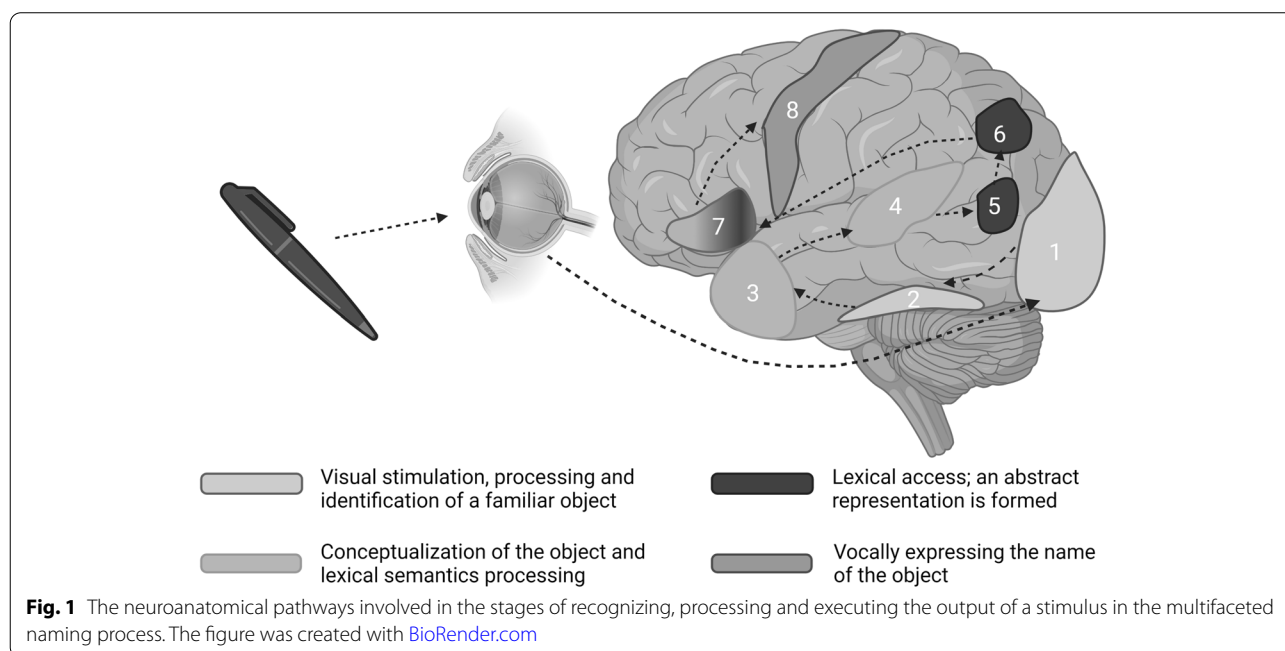 8
6
7
4
5
1
3
2
Visual stimulation, processing and
identification of a familiar object
Lexical access; an abstract
representation is formed
Conceptualization of the object and
lexical semantics processing
Vocally expressing the name
of the object
Fig. 1 The neuroanatomical pathways involved in the stages of recognizing, processing and executing the output of a stimulus in the multifaceted
naming process. The figure was created with BioRender.com